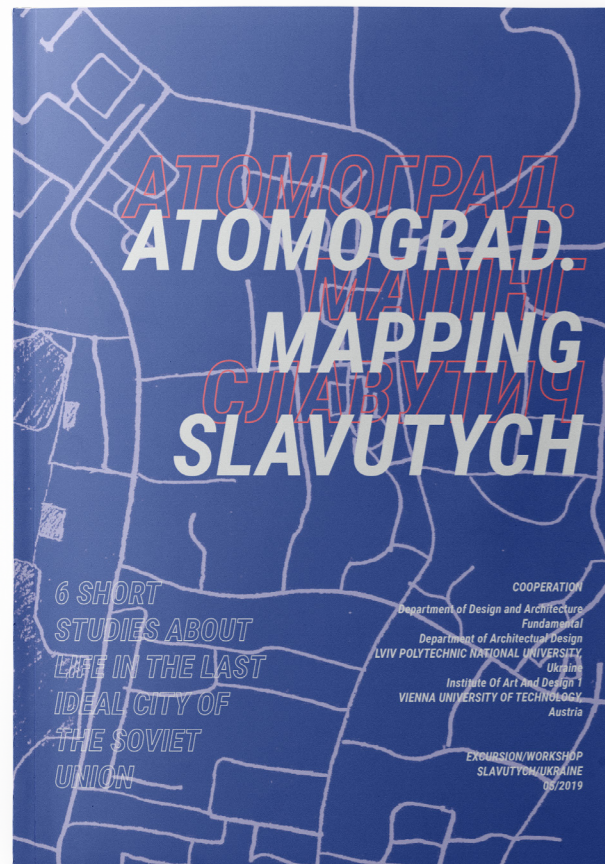 АТОМОГРАД.
ATOMOGRAD.
МАПІНГ
MAPPING
СЛАВУТИЧ
SLAVUTYCH
6 SHORT
STUDIES ABOUT
LIFE IN THE LAST
IDEAL CITY OF
THE SOVIET
UNION
COOPERATION
Department of Design and Architecture
Fundamental
Department of Architectual Design
LVIV POLYTECHNIC NATIONAL UNIVERSITY,
Ukraine
Institute Of Art And Design 1
VIENNA UNIVERSITY OF TECHNOLOGY,
Austria
EXCURSION/WORKSHOP
SLAVUTYCH/UKRAINE
05/2019